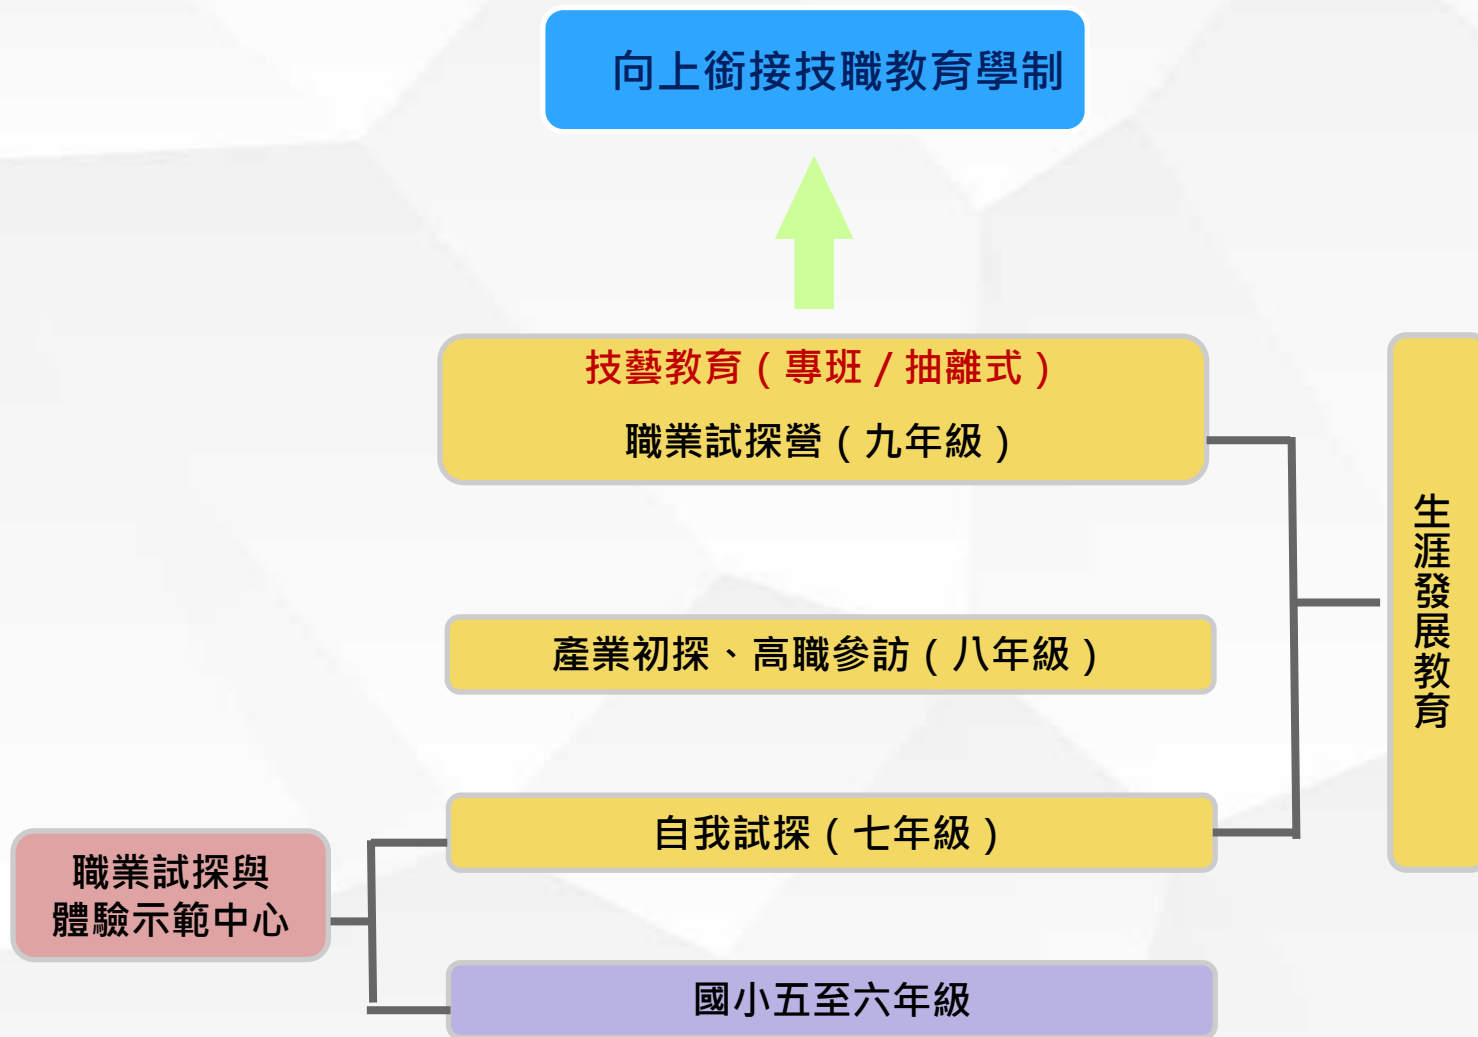 向上銜接技職教育學制
技藝教育（專班／抽離式）
職業試探營（九年級）
產業初探、高職參訪（八年級）
自我試探（七年級）
國小五至六年級
職業試探與
體驗示範中心
生涯發展教育